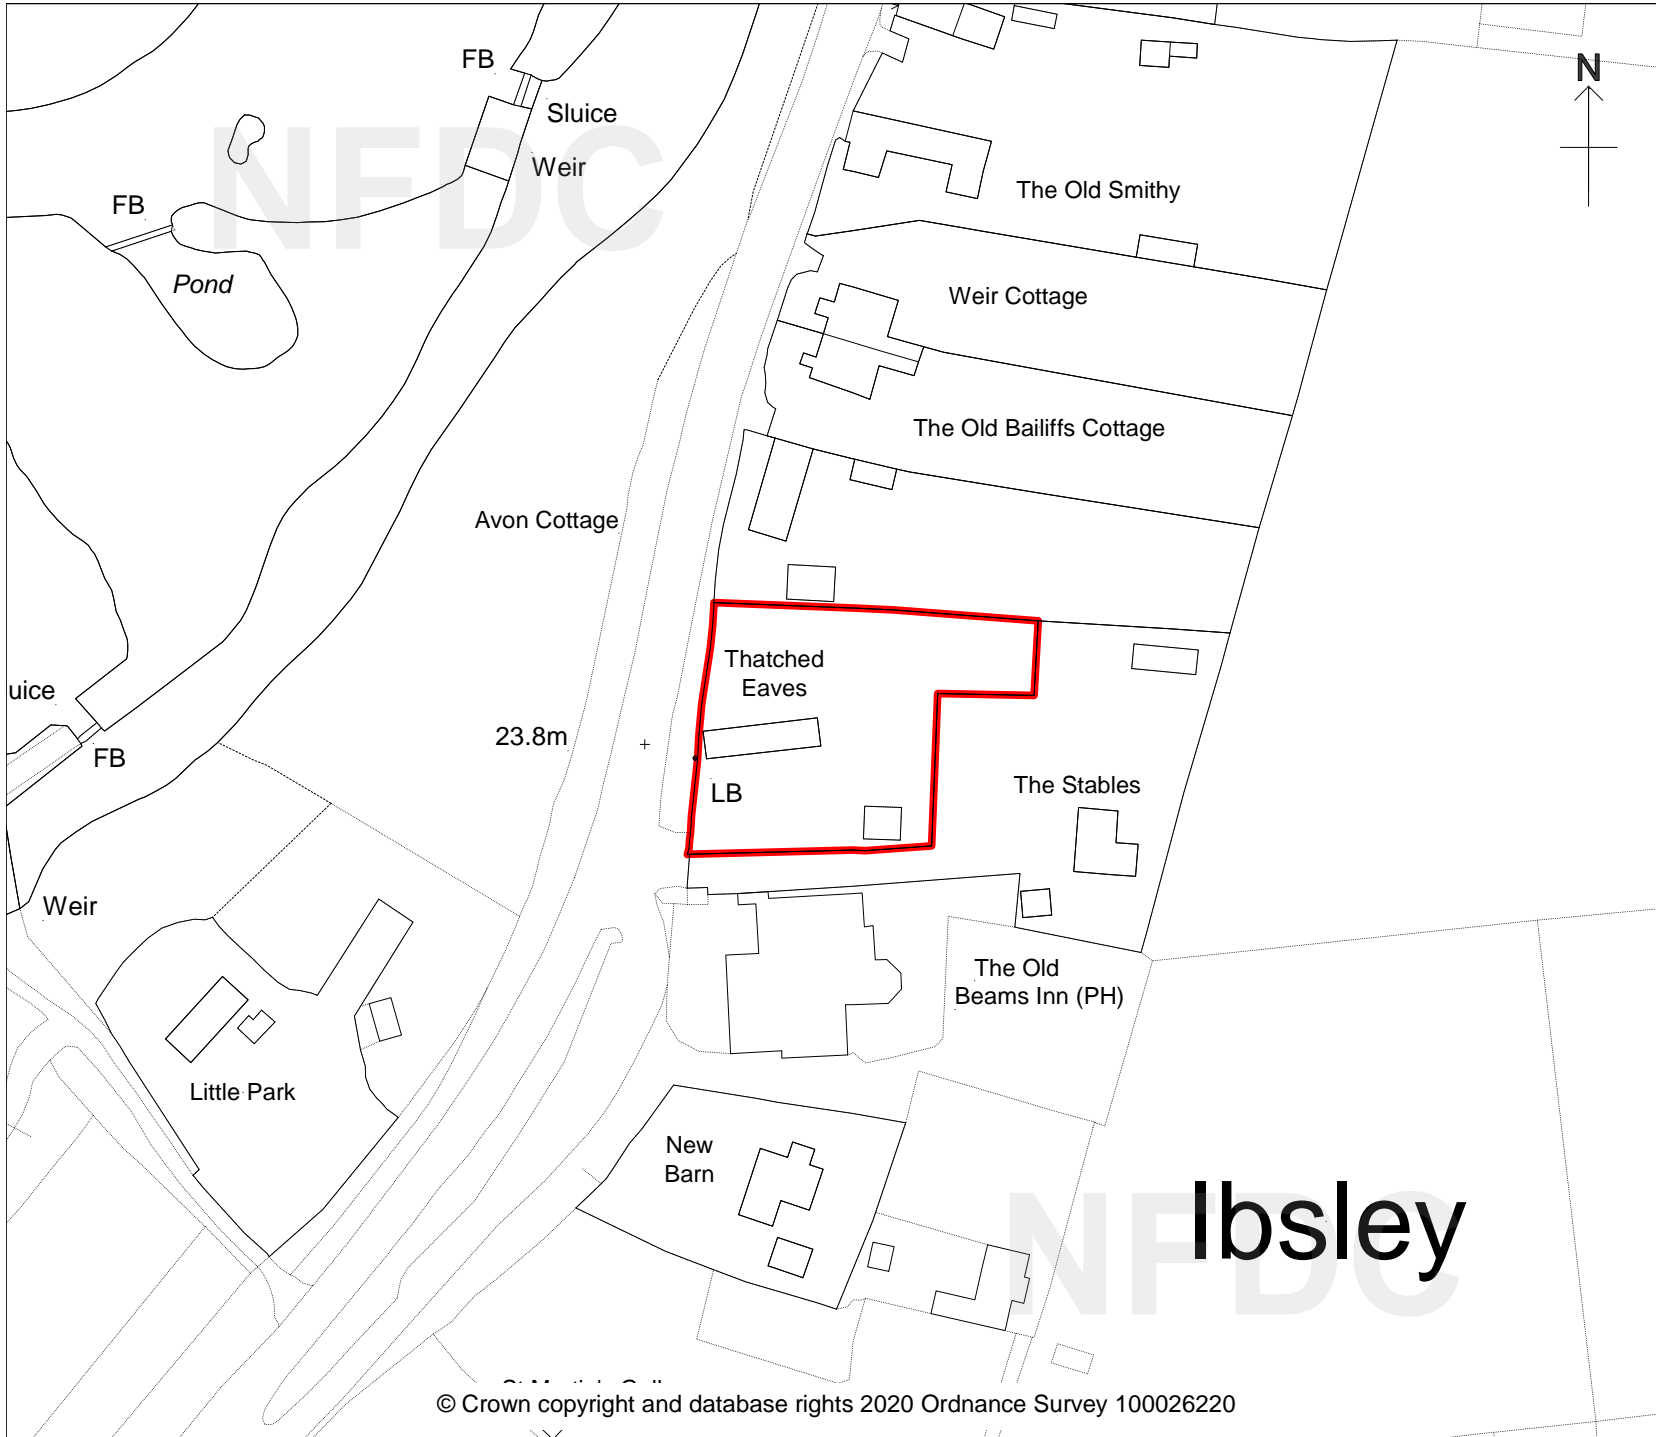 FB
N
Sluice
NFDC
Weir
The Old Smithy
FB
Pond
Weir Cottage
The Old Bailiffs Cottage
Avon Cottage
Thatched
Eaves
uice
23.8m
FB
The Stables
LB
Weir
The Old
Beams Inn (PH)
Little Park
New
Barn
Ibsley
NFDC
© Crown copyright and database rights 2020 Ordnance Survey 100026220